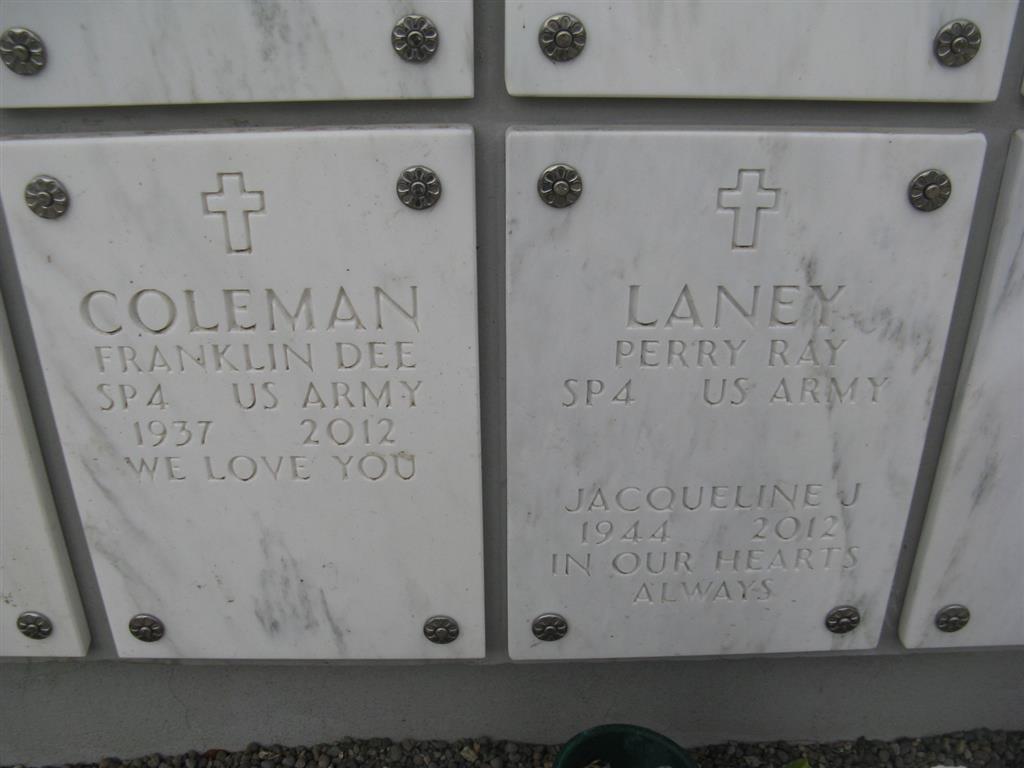 COLEMAN
FRANKLIN DEE
SP4 US ARMY
1937 2012
WE LOVE YOU
LANEY
PERRY RAY
SP4 US ARMY
JACQUELINE J
1944 2012
IN OUR HEARTS
ALWAYS